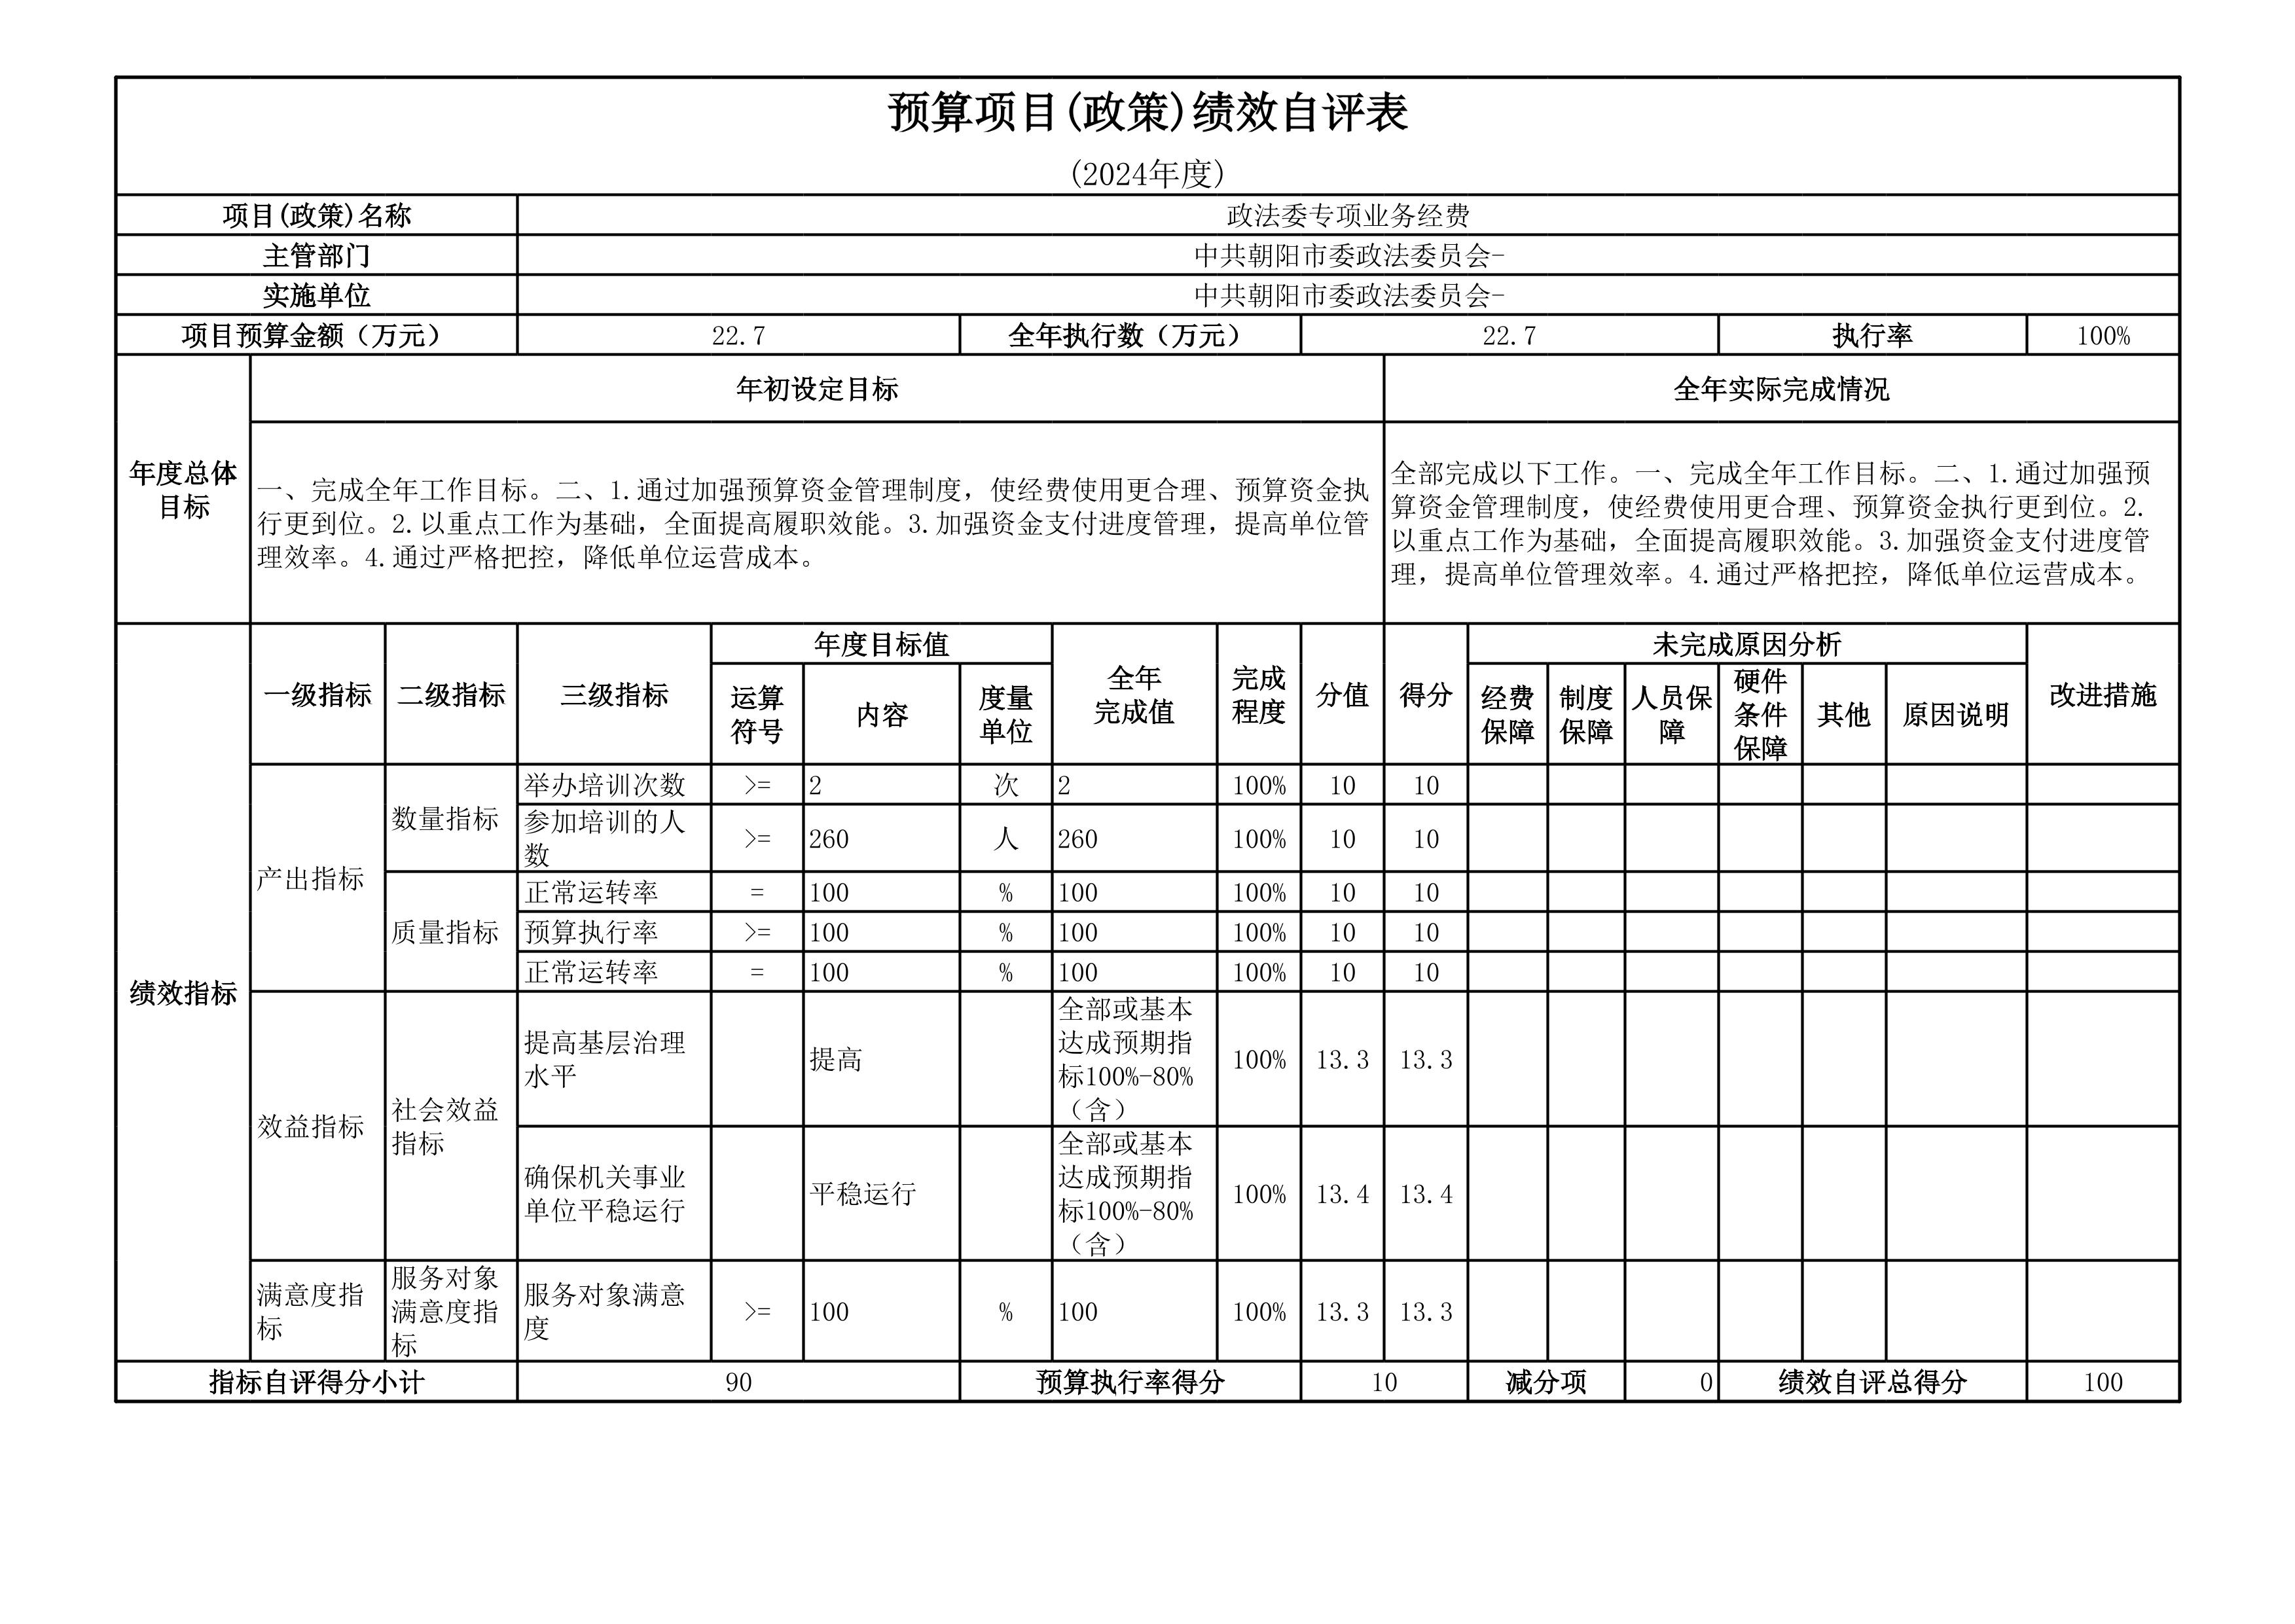 预算项目(政策)绩效自评表
(2024年度)
项目(政策)名称 政法委专项业务经费
主管部门 中共朝阳市委政法委员会-
实施单位 中共朝阳市委政法委员会-
项目预算金额（万元） 22.7 全年执行数（万元） 22.7 执行率 100%
年度总体
目标
年初设定目标 全年实际完成情况
一、完成全年工作目标。二、1.通过加强预算资金管理制度，使经费使用更合理、预算资金执
行更到位。2.以重点工作为基础，全面提高履职效能。3.加强资金支付进度管理，提高单位管
理效率。4.通过严格把控，降低单位运营成本。
全部完成以下工作。一、完成全年工作目标。二、1.通过加强预
算资金管理制度，使经费使用更合理、预算资金执行更到位。2.
以重点工作为基础，全面提高履职效能。3.加强资金支付进度管
理，提高单位管理效率。4.通过严格把控，降低单位运营成本。
绩效指标
一级指标 二级指标 三级指标
年度目标值
运算
符号
内容
度量
单位
全年
完成值
完成
程度
分值 得分
未完成原因分析
经费
保障
制度
保障
人员保
障
硬件
条件
保障
其他 原因说明
改进措施
产出指标
数量指标
举办培训次数 >= 2 次 2 100% 10 10
参加培训的人
数
>= 260 人 260 100% 10 10
质量指标
正常运转率 = 100 % 100 100% 10 10
预算执行率 >= 100 % 100 100% 10 10
正常运转率 = 100 % 100 100% 10 10
效益指标
社会效益
指标
提高基层治理
水平
提高
全部或基本
达成预期指
标100%-80%
（含）
100% 13.3 13.3
确保机关事业
单位平稳运行
平稳运行
全部或基本
达成预期指
标100%-80%
（含）
100% 13.4 13.4
满意度指
标
服务对象
满意度指
标
服务对象满意
度
>= 100 % 100 100% 13.3 13.3
指标自评得分小计 90 预算执行率得分 10 减分项 0 绩效自评总得分 100